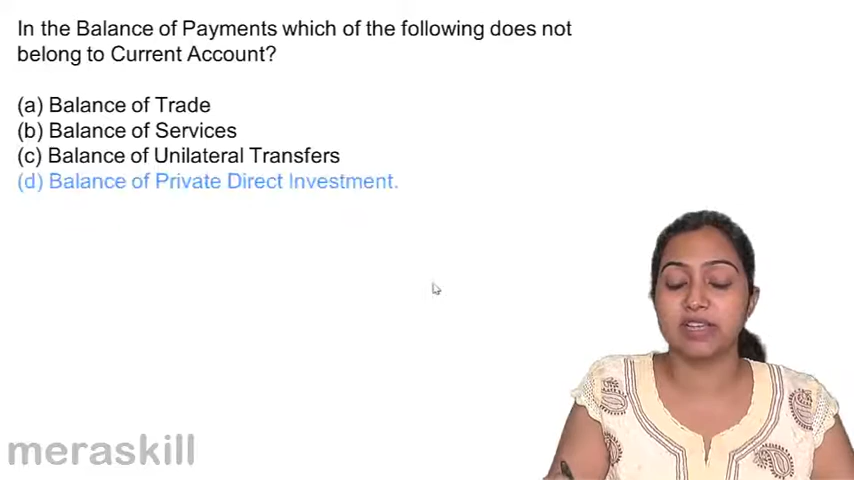 In the Balance of Payments which of the following does not
belong to Current Account?
(a) Balance of Trade
(b) Balance of Services
(c) Balance of Unilateral Transfers
(d) Balance of Private Direct Investment.
meraskill